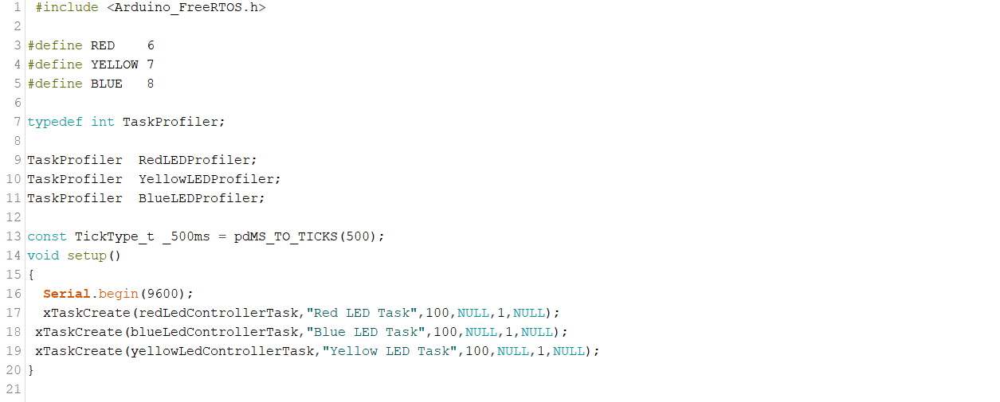 1 #include <Arduino_FreeRTOS.h>
2
3 #define RED    6
4 #define YELLOW 7
5 #define BLUE   8
6
7 typedef int TaskProfiler;
8
9 TaskProfiler  RedLEDProfiler;
10 TaskProfiler  YellowLEDProfiler;
11 TaskProfiler  BlueLEDProfiler;
12
13 const TickType_t _500ms = pdMS_TO_TICKS(500);
14 void setup()
15 {
16   Serial.begin(9600);
17   xTaskCreate(redLedControllerTask,"Red LED Task",100,NULL,1,NULL);
18  xTaskCreate(blueLedControllerTask,"Blue LED Task",100,NULL,1,NULL);
19  xTaskCreate(yellowLedControllerTask,"Yellow LED Task",100,NULL,1,NULL);
20 }
21